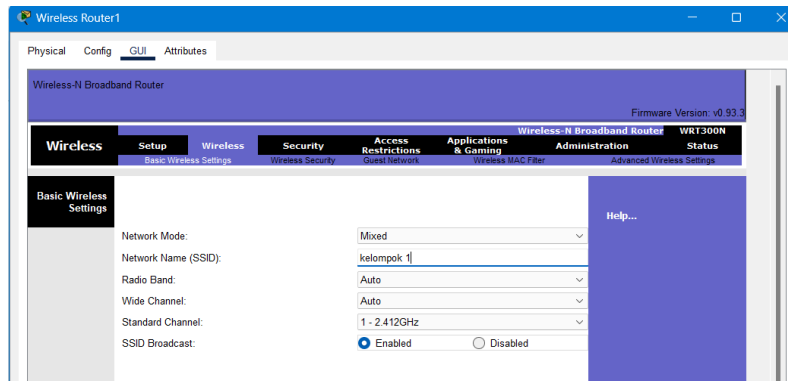 Wireless Router1
Physical Config GUI Attributes
Wireless-N Broadband Router
Firmware Version: v0.93.3
Wireless-N Broadband Router WRT300N
Wireless Setup Wireless Security Access Restrictions Applications & Gaming Administration Status
Basic Wireless Settings Wireless Security Guest Network Wireless MAC Filter Advanced Wireless Settings
Basic Wireless
Settings
Help...
Network Mode: Mixed
Network Name (SSID): kelompok 1
Radio Band: Auto
Wide Channel: Auto
Standard Channel: 1 - 2.412GHz
SSID Broadcast: Enabled Disabled